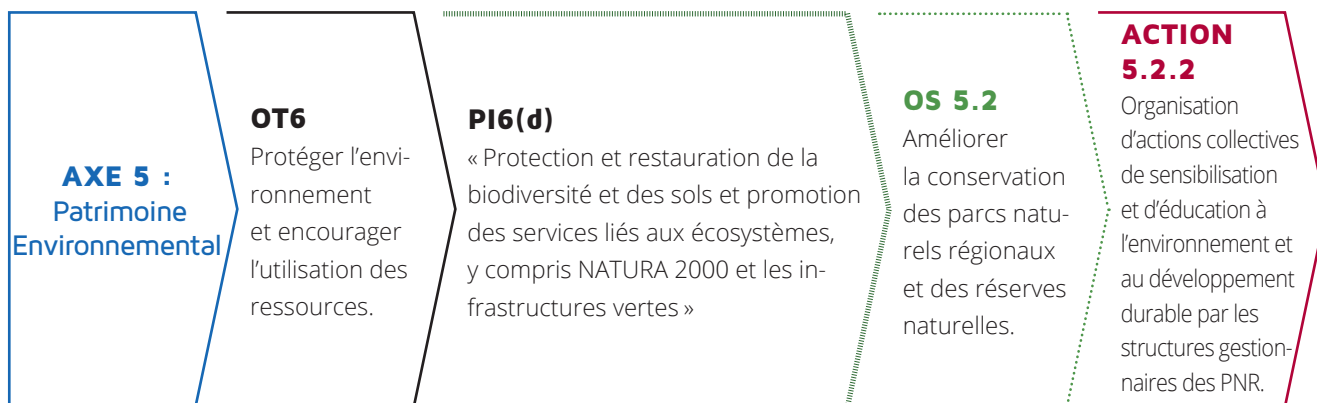 AXE 5 :
Patrimoine
Environnemental
OT6
Protéger l’envi-
ronnement
et encourager
l’utilisation des
ressources.
PI6(d)
« Protection et restauration de la
biodiversité et des sols et promotion
des services liés aux écosystèmes,
y compris NATURA 2000 et les in-
frastructures vertes »
OS 5.2
Améliorer
la conservation
des parcs natu-
rels régionaux
et des réserves
naturelles.
ACTION
5.2.2
Organisation
d’actions collectives
de sensibilisation
et d’éducation à
l’environnement et
au développement
durable par les
structures gestion-
naires des PNR.